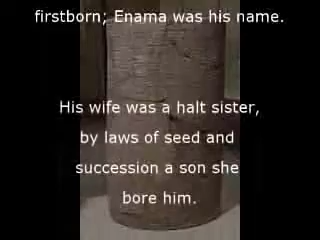 firstborn; Enama was his name.
His wife was a halt sister,
by laws of seed and
succession a son she
bore him.